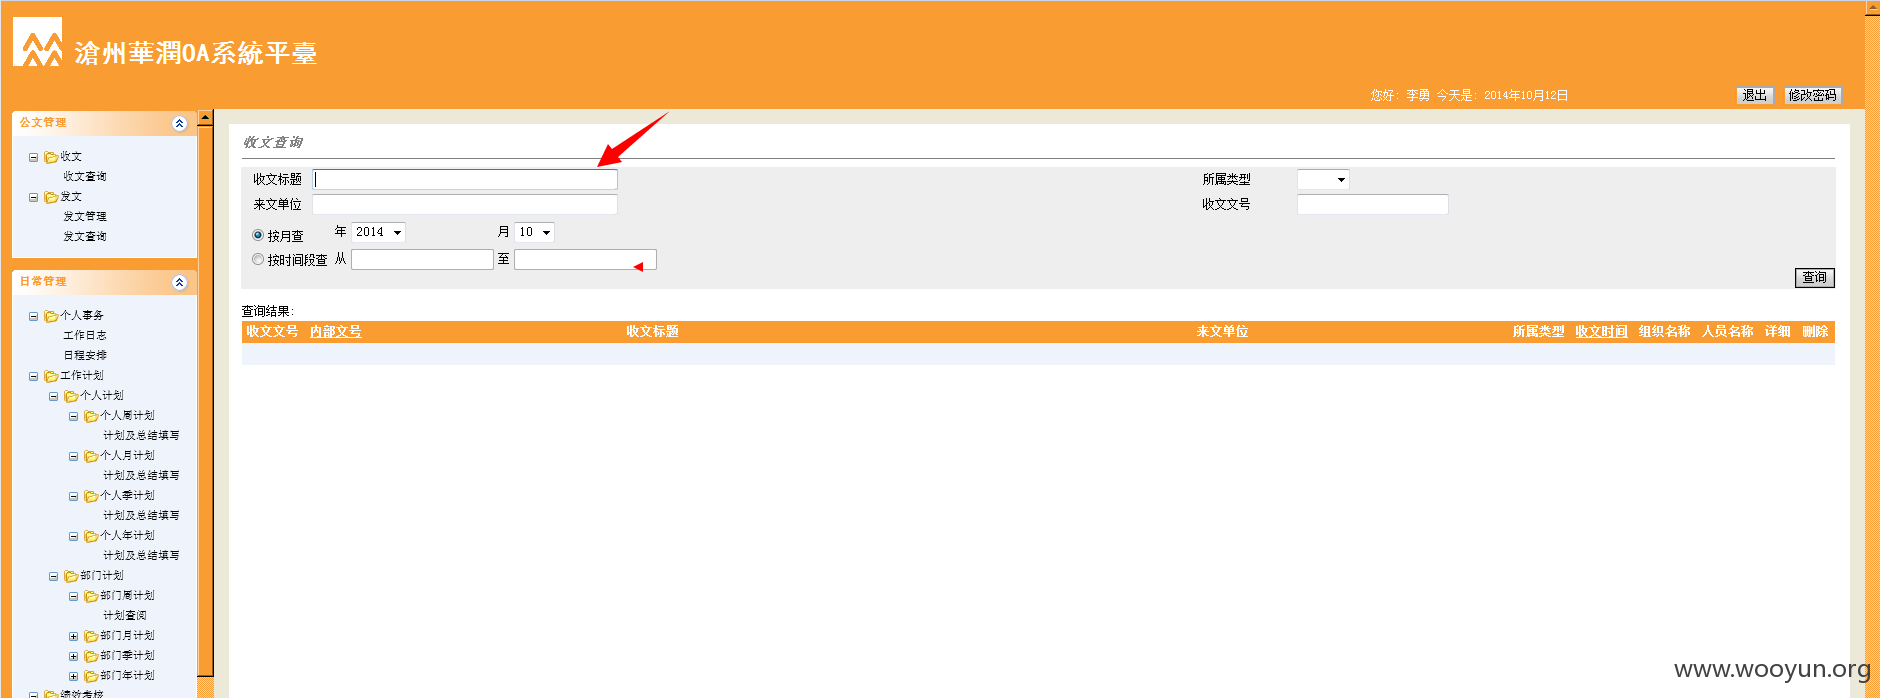 滄州華潤OA系統平臺
您好：李勇 今天是：2014年10月12日
退出 修改密码
公文管理
收文
收文查询
发文
发文管理
发文查询
日常管理
个人事务
工作日志
日程安排
工作计划
个人计划
个人周计划
计划及总结填写
个人月计划
计划及总结填写
个人季计划
计划及总结填写
个人年计划
计划及总结填写
部门计划
部门周计划
计划查阅
部门月计划
部门季计划
部门年计划
绩效考核
收文查询
收文标题 所属类型
来文单位 收文文号
按月查 年 2014 月 10
按时间段查 从 至
查询
查询结果：
收文文号 内部文号 收文标题 来文单位 所属类型 收文时间 组织名称 人员名称 详细 删除
www.wooyun.org